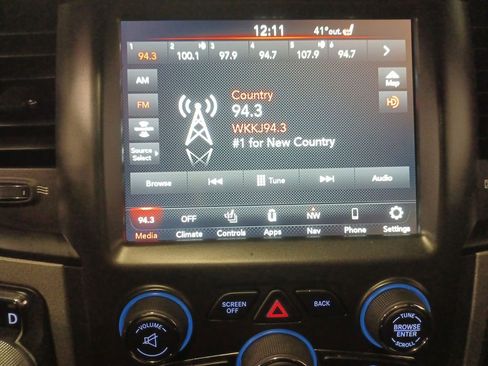 12:11 41°out.
1 2 3 4 5 6
94.3 100.1 97.9 94.7 107.9 94.7
AM
Map
FM
Country
94.3
WKKJ94.3
#1 for New Country
Source
Select
Browse Tune Audio
94.3 OFF NW
Media Climate Controls Apps Nav Phone Settings
SCREEN
OFF
BACK
VOLUME
TUNE
BROWSE
ENTER
SCROLL
D